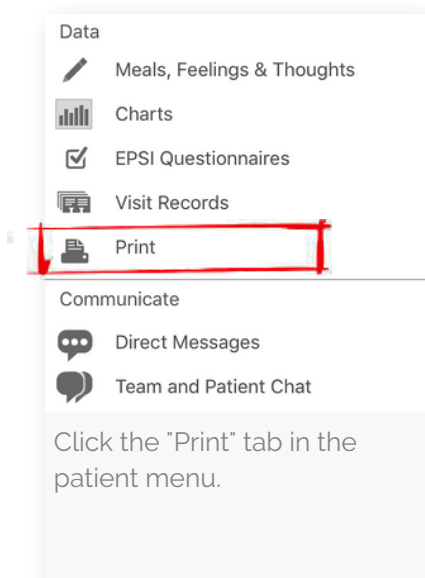 Data
Meals, Feelings & Thoughts
Charts
EPSI Questionnaires
Visit Records
Print
Communicate
Direct Messages
Team and Patient Chat
Click the "Print" tab in the
patient menu.